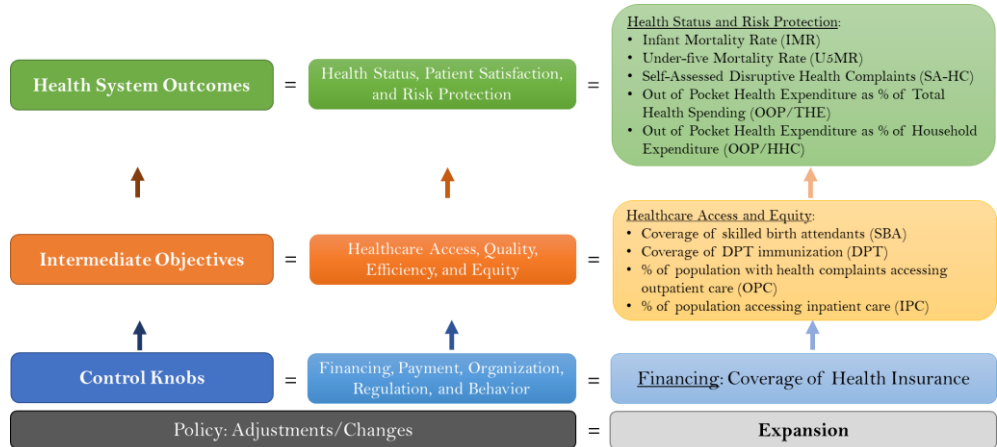 Health System Outcomes
=
Health Status, Patient Satisfaction,
and Risk Protection
=
Health Status and Risk Protection:
• Infant Mortality Rate (IMR)
• Under-five Mortality Rate (U5MR)
• Self-Assessed Disruptive Health Complaints (SA-HC)
• Out of Pocket Health Expenditure as % of Total
Health Spending (OOP/THE)
• Out of Pocket Health Expenditure as % of Household
Expenditure (OOP/HHC)
Intermediate Objectives
=
Healthcare Access, Quality,
Efficiency, and Equity
=
Healthcare Access and Equity:
• Coverage of skilled birth attendants (SBA)
• Coverage of DPT immunization (DPT)
• % of population with health complaints accessing
outpatient care (OPC)
• % of population accessing inpatient care (IPC)
Control Knobs
=
Financing, Payment, Organization,
Regulation, and Behavior
=
Financing: Coverage of Health Insurance
Policy: Adjustments/Changes
=
Expansion